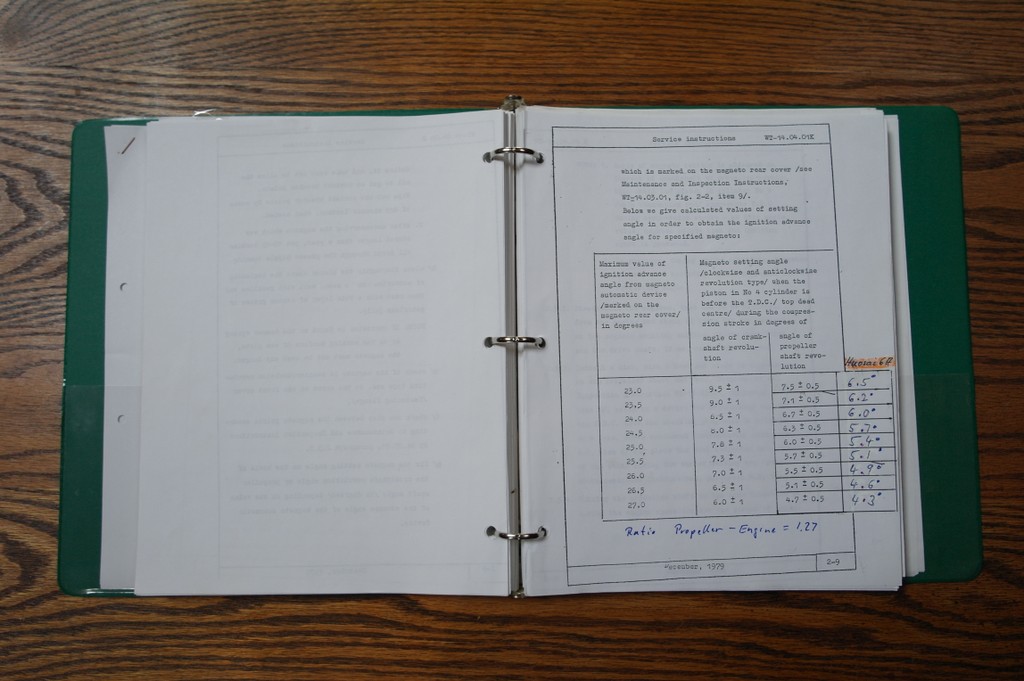 Service instructions WD-14.04.01E
which is marked on the magneto rear cover /see
Maintenance and Inspection Instructions,
WD-14.03.01, fig. 2-2, item 9/.
Below we give calculated values of setting
angle in order to obtain the ignition advance
angle for specified magneto:
Maximum value of
ignition advance
angle from magneto
automatic device
/marked on the
magneto rear cover/
in degrees
Magneto setting angle
/clockwise and anticlockwise
revolution type/ when the
piston in No 4 cylinder is
before the T.D.C./ top dead
centre/ during the compres-
sion stroke in degrees of
angle of crank-
shaft revolu-
tion
angle of
propeller
shaft revo-
lution
23.0 9.5 ± 1 7.5 ± 0.5 6.5°
23.5 9.0 ± 1 7.1 ± 0.5 6.2°
24.0 8.5 ± 1 6.7 ± 0.5 6.0°
24.5 8.0 ± 1 6.3 ± 0.5 5.7°
25.0 7.8 ± 1 6.0 ± 0.5 5.4°
25.5 7.3 ± 1 5.7 ± 0.5 5.1°
26.0 7.0 ± 1 5.5 ± 0.5 4.9°
26.5 6.5 ± 1 5.1 ± 0.5 4.6°
27.0 6.0 ± 1 4.7 ± 0.5 4.3°
Ratio Propeller - Engine = 1.27
December, 1979 2-9